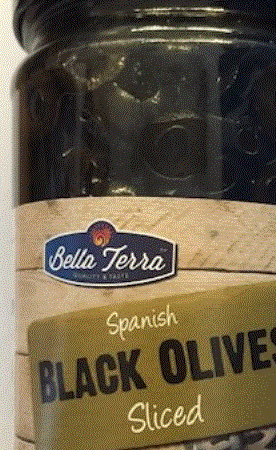 Bella Terra
QUALITY & TASTE
Spanish
BLACK OLIVES
Sliced